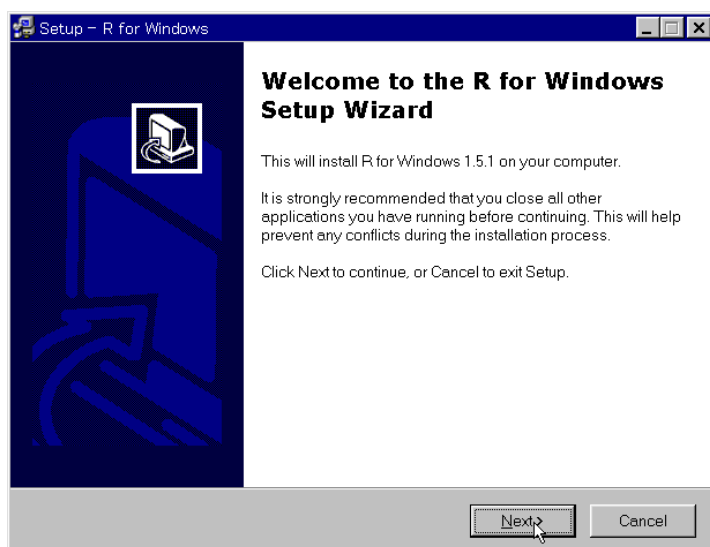 Setup - R for Windows
Welcome to the R for Windows
Setup Wizard
This will install R for Windows 1.5.1 on your computer.
It is strongly recommended that you close all other
applications you have running before continuing. This will help
prevent any conflicts during the installation process.
Click Next to continue, or Cancel to exit Setup.
Next >
Cancel